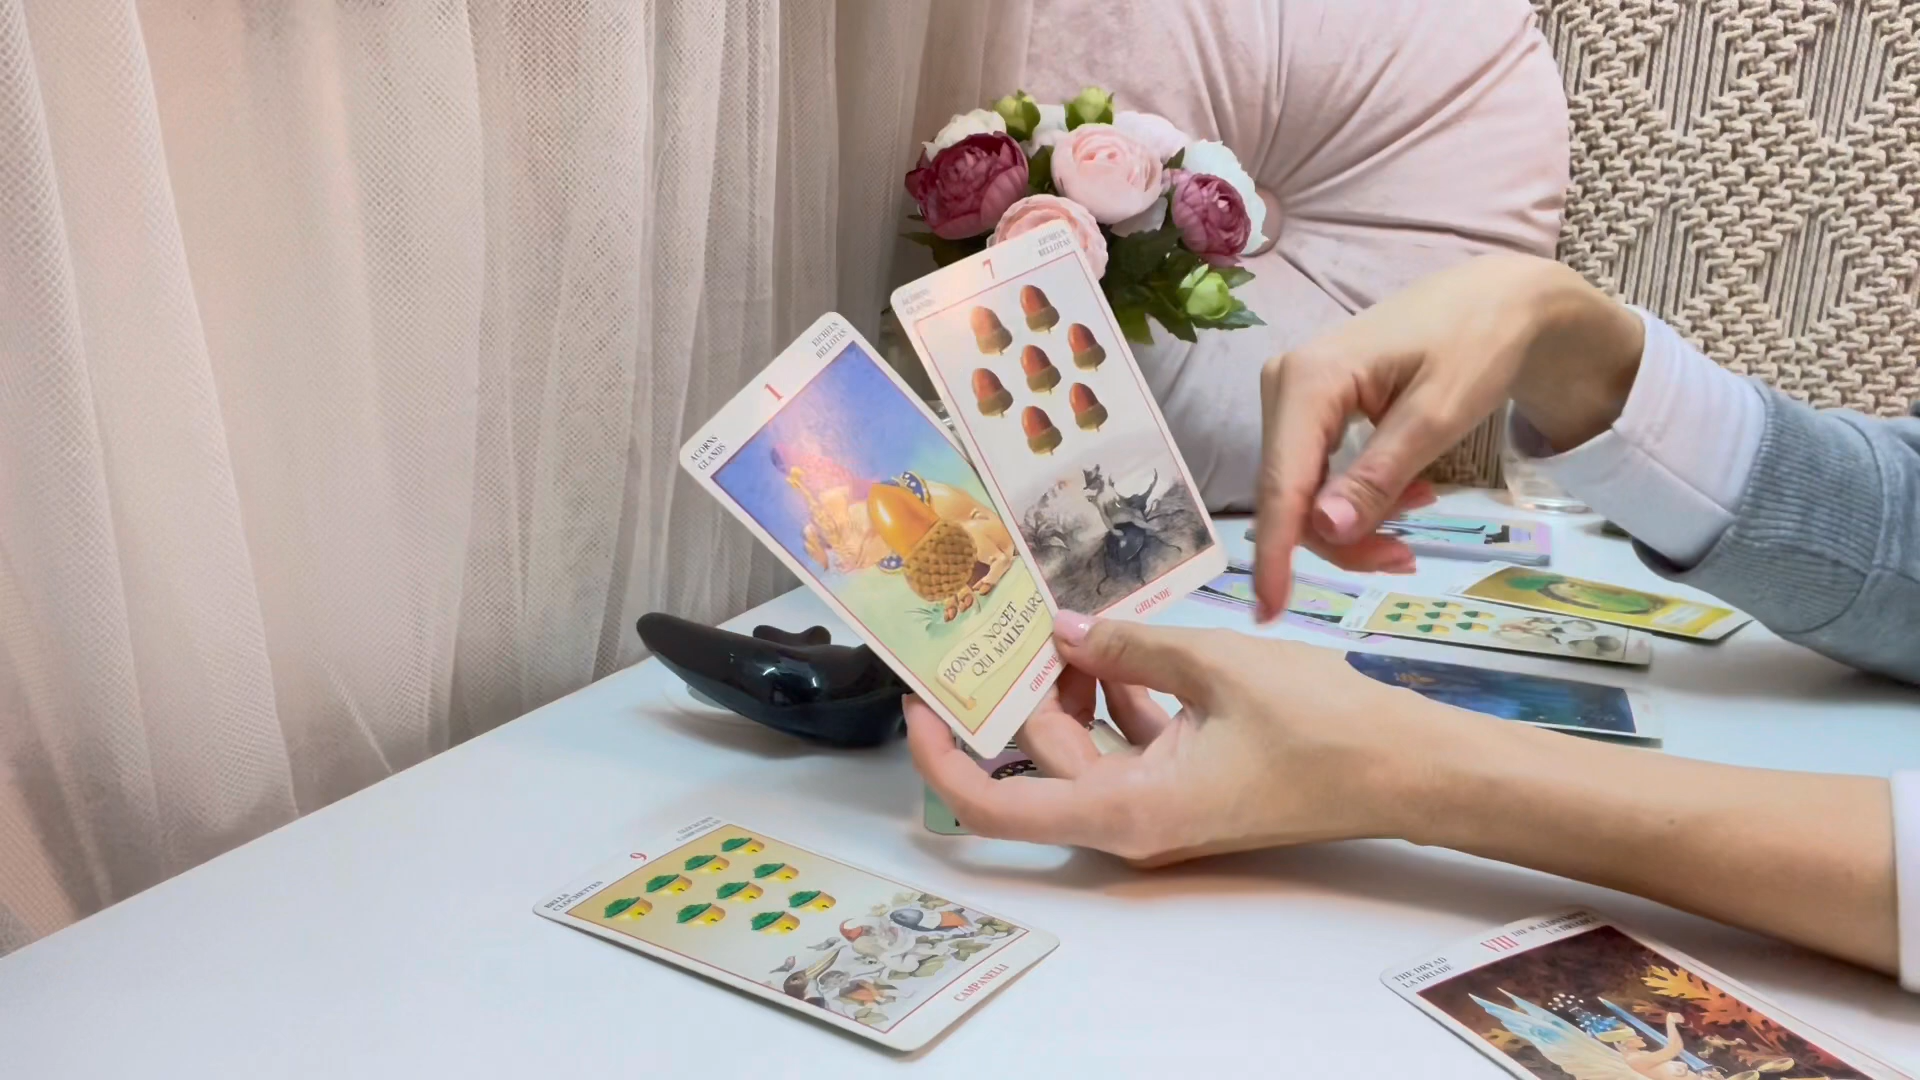 1
ACORNS
GLANDS
EICHELN
BELLOTAS
BONIS NOCET
QUI MALIS PARC
GHIANDE
7
ACORNS
GLANDS
EICHELN
BELLOTAS
GHIANDE
9
BELLS
CLOCHETTES
CAMPANELLI
VIII
THE DRYAD
LA DRIADE